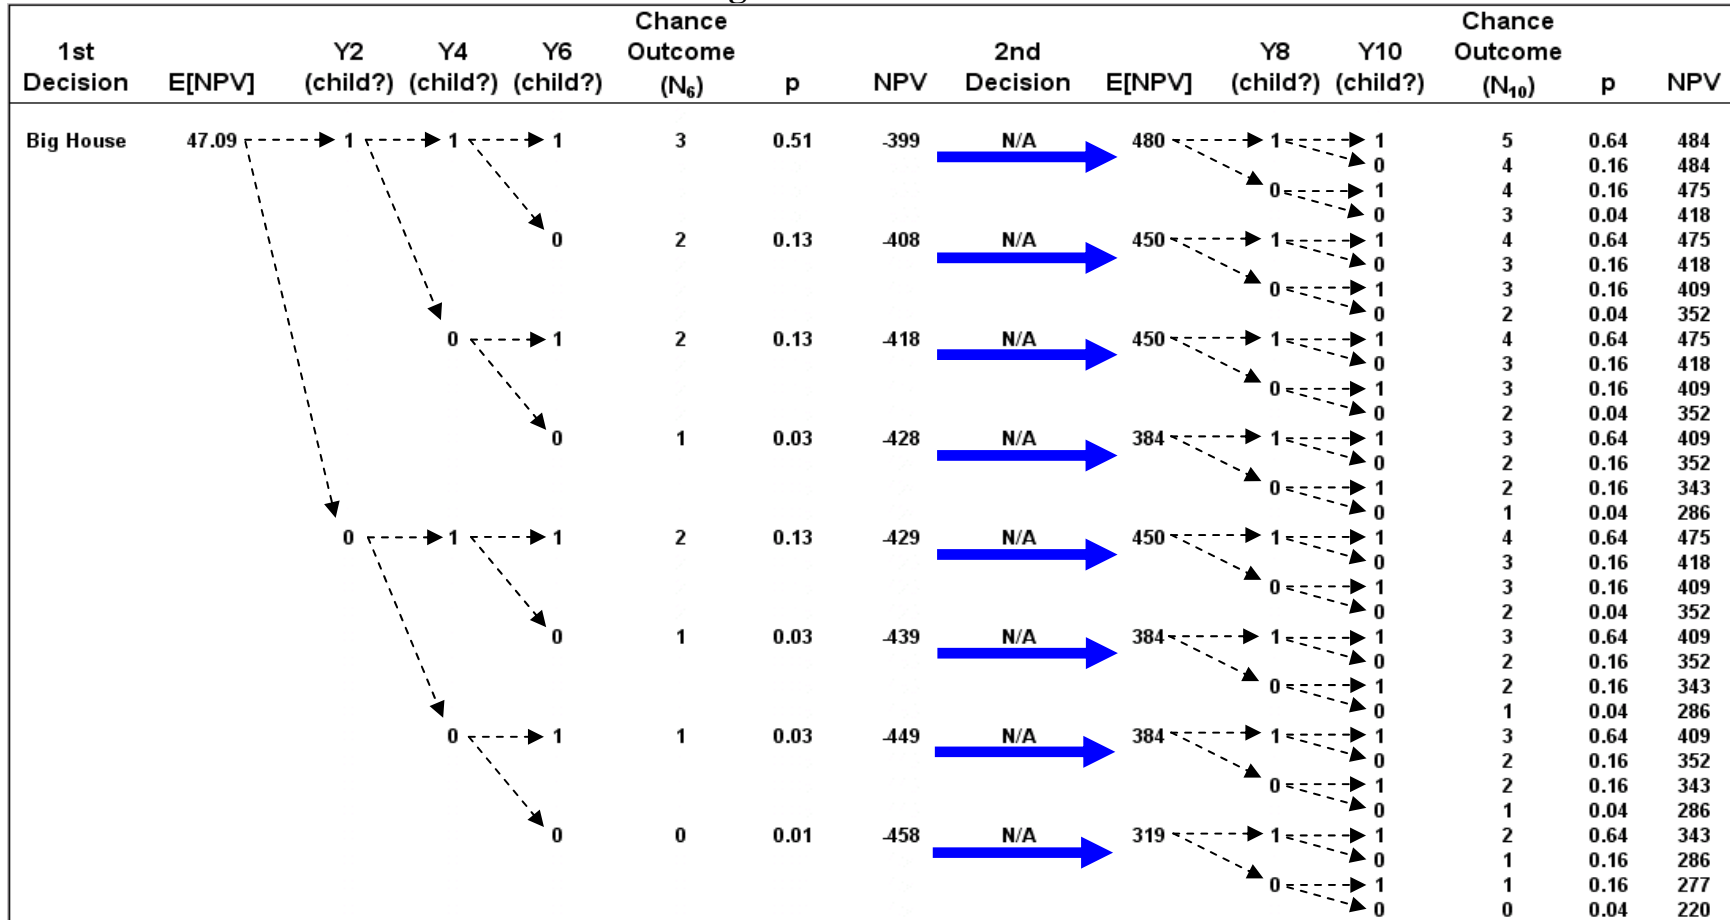 g
Chance Chance
1st Y2 Y4 Y6 Outcome 2nd Y8 Y10 Outcome
Decision E[NPV] (child?) (child?) (child?) (N6) p NPV Decision E[NPV] (child?) (child?) (N10) p NPV
Big House 47.09 1 1 1 3 0.51 -399 N/A 480 1 1 5 0.64 484
0 4 0.16 484
0 1 4 0.16 475
0 3 0.04 418
0 2 0.13 -408 N/A 450 1 1 4 0.64 475
0 3 0.16 418
0 1 3 0.16 409
0 2 0.04 352
0 1 2 0.13 -418 N/A 450 1 1 4 0.64 475
0 3 0.16 418
0 1 3 0.16 409
0 2 0.04 352
0 1 0.03 -428 N/A 384 1 1 3 0.64 409
0 2 0.16 352
0 1 2 0.16 343
0 1 0.04 286
0 1 1 2 0.13 -429 N/A 450 1 1 4 0.64 475
0 3 0.16 418
0 1 3 0.16 409
0 2 0.04 352
0 1 0.03 -439 N/A 384 1 1 3 0.64 409
0 2 0.16 352
0 1 2 0.16 343
0 1 0.04 286
0 1 1 0.03 -449 N/A 384 1 1 3 0.64 409
0 2 0.16 352
0 1 2 0.16 343
0 1 0.04 286
0 0 0.01 -458 N/A 319 1 1 2 0.64 343
0 1 0.16 286
0 1 1 0.16 277
0 0 0.04 220